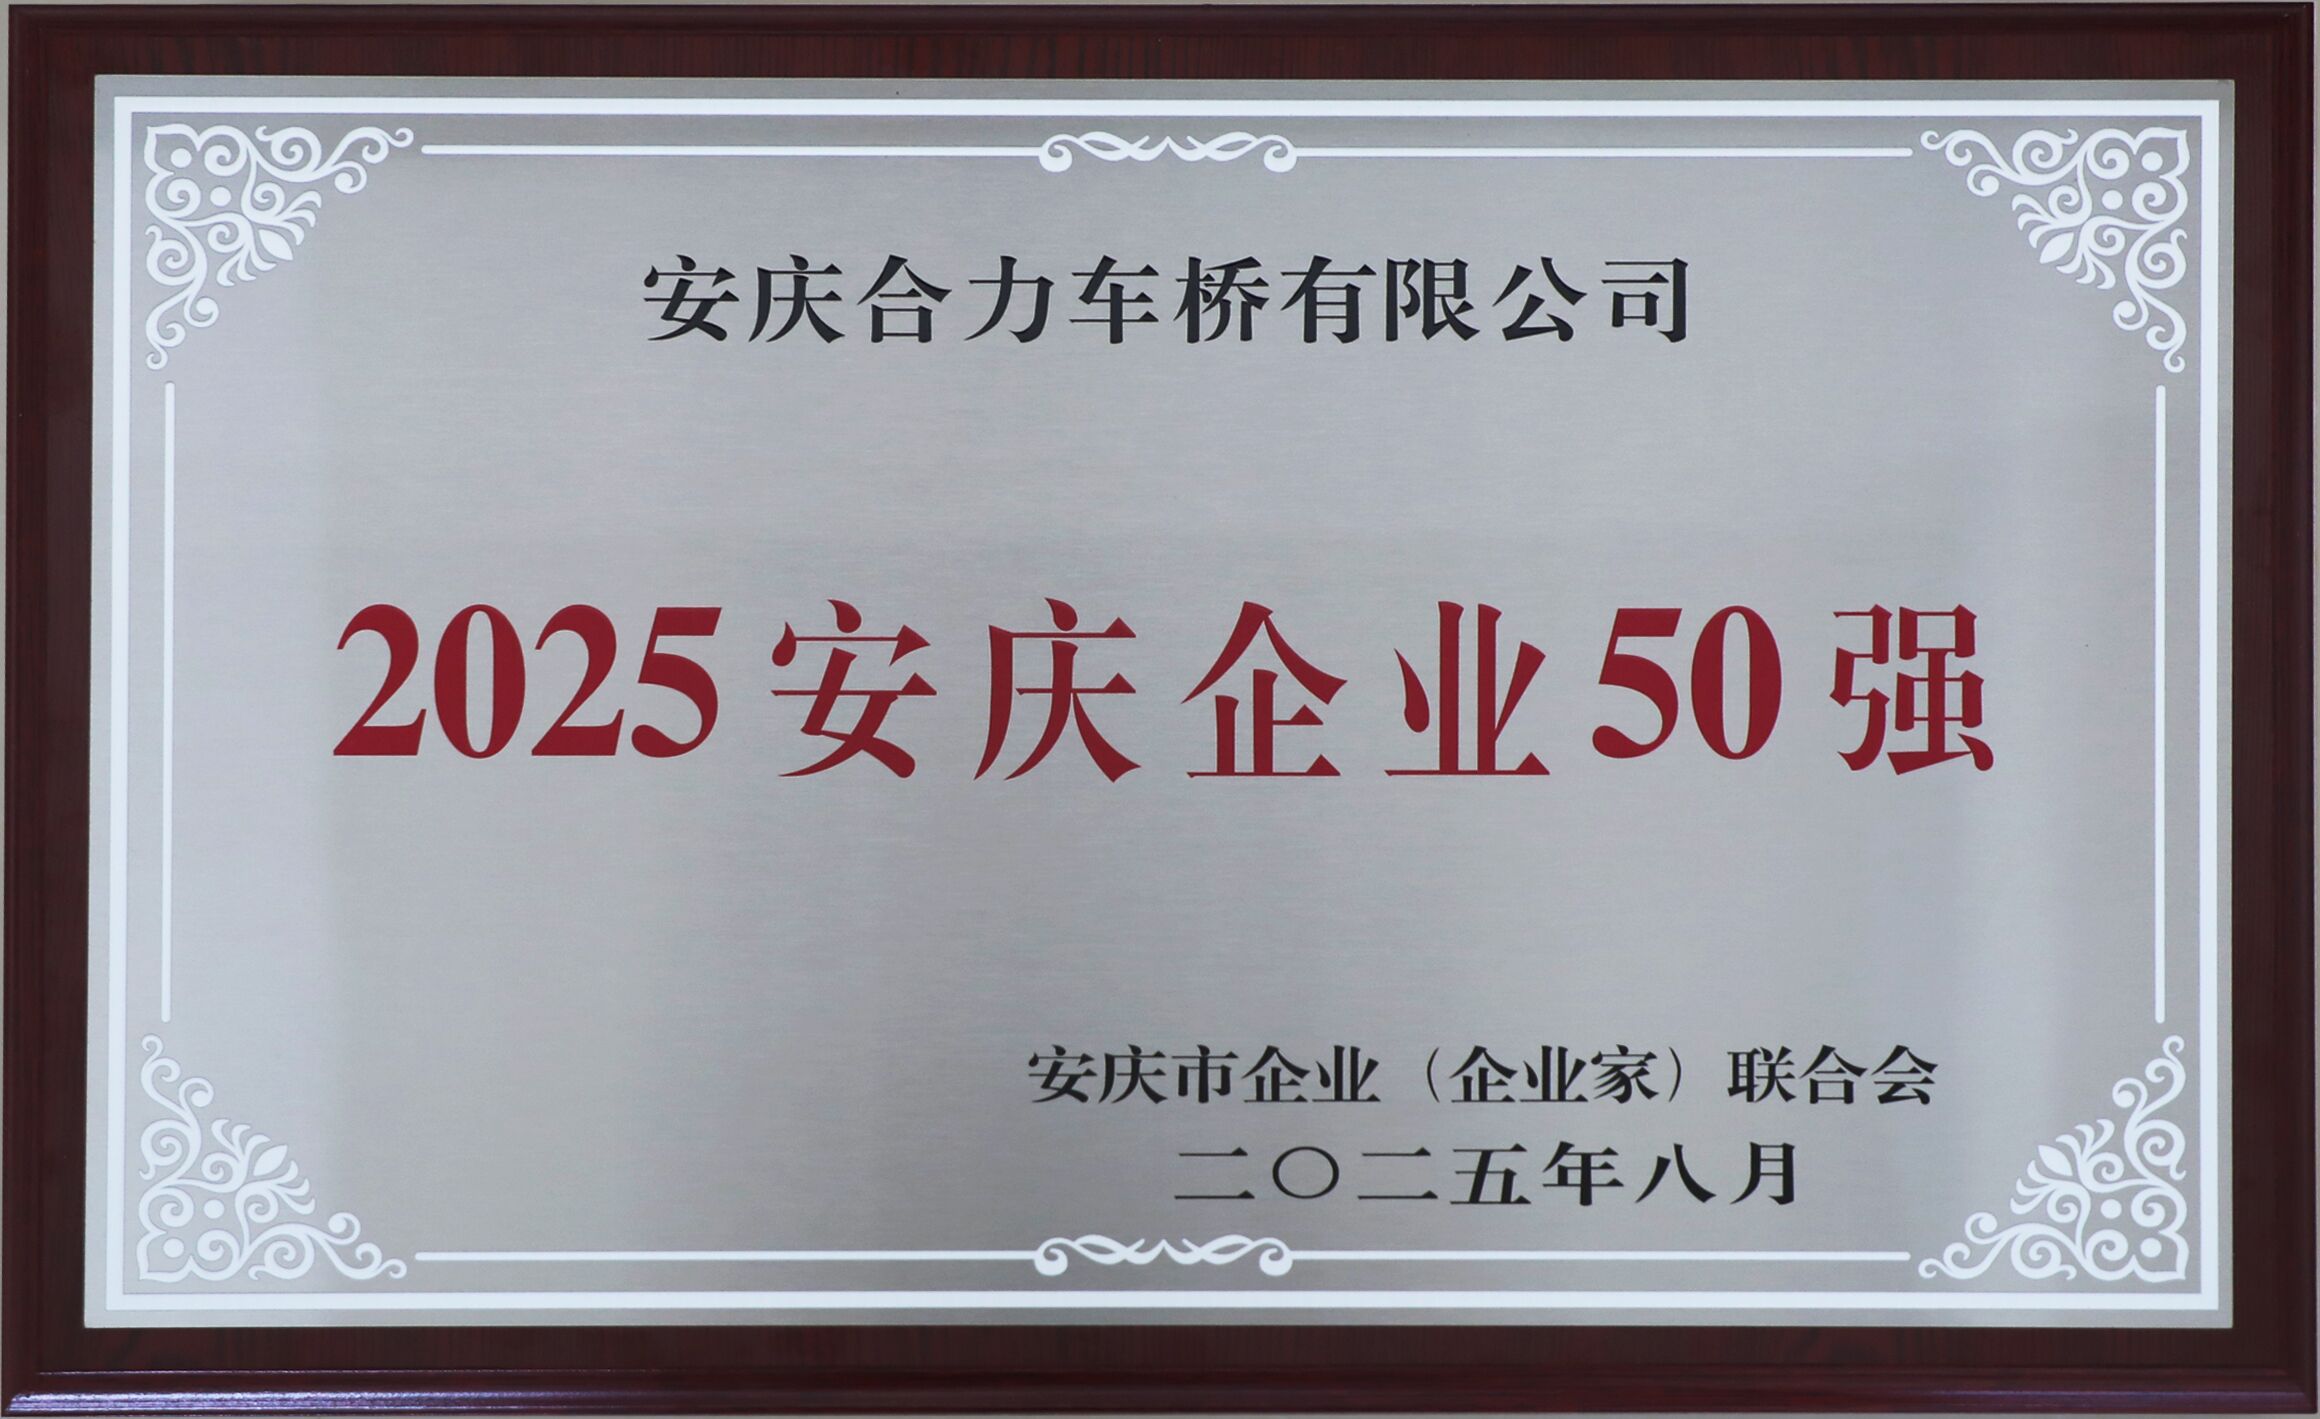 安庆合力车桥有限公司
2025安庆企业50强
安庆市企业（企业家）联合会
二〇二五年八月